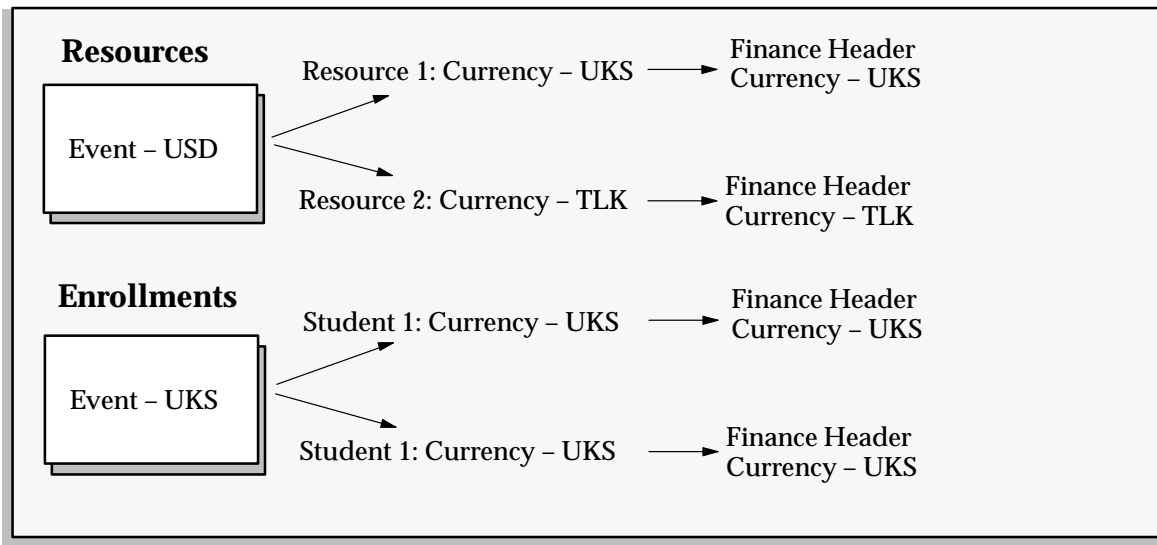 Resources
Event – USD
Resource 1: Currency – UKS
Finance Header
Currency – UKS
Resource 2: Currency – TLK
Finance Header
Currency – TLK
Enrollments
Event – UKS
Student 1: Currency – UKS
Finance Header
Currency – UKS
Student 1: Currency – UKS
Finance Header
Currency – UKS